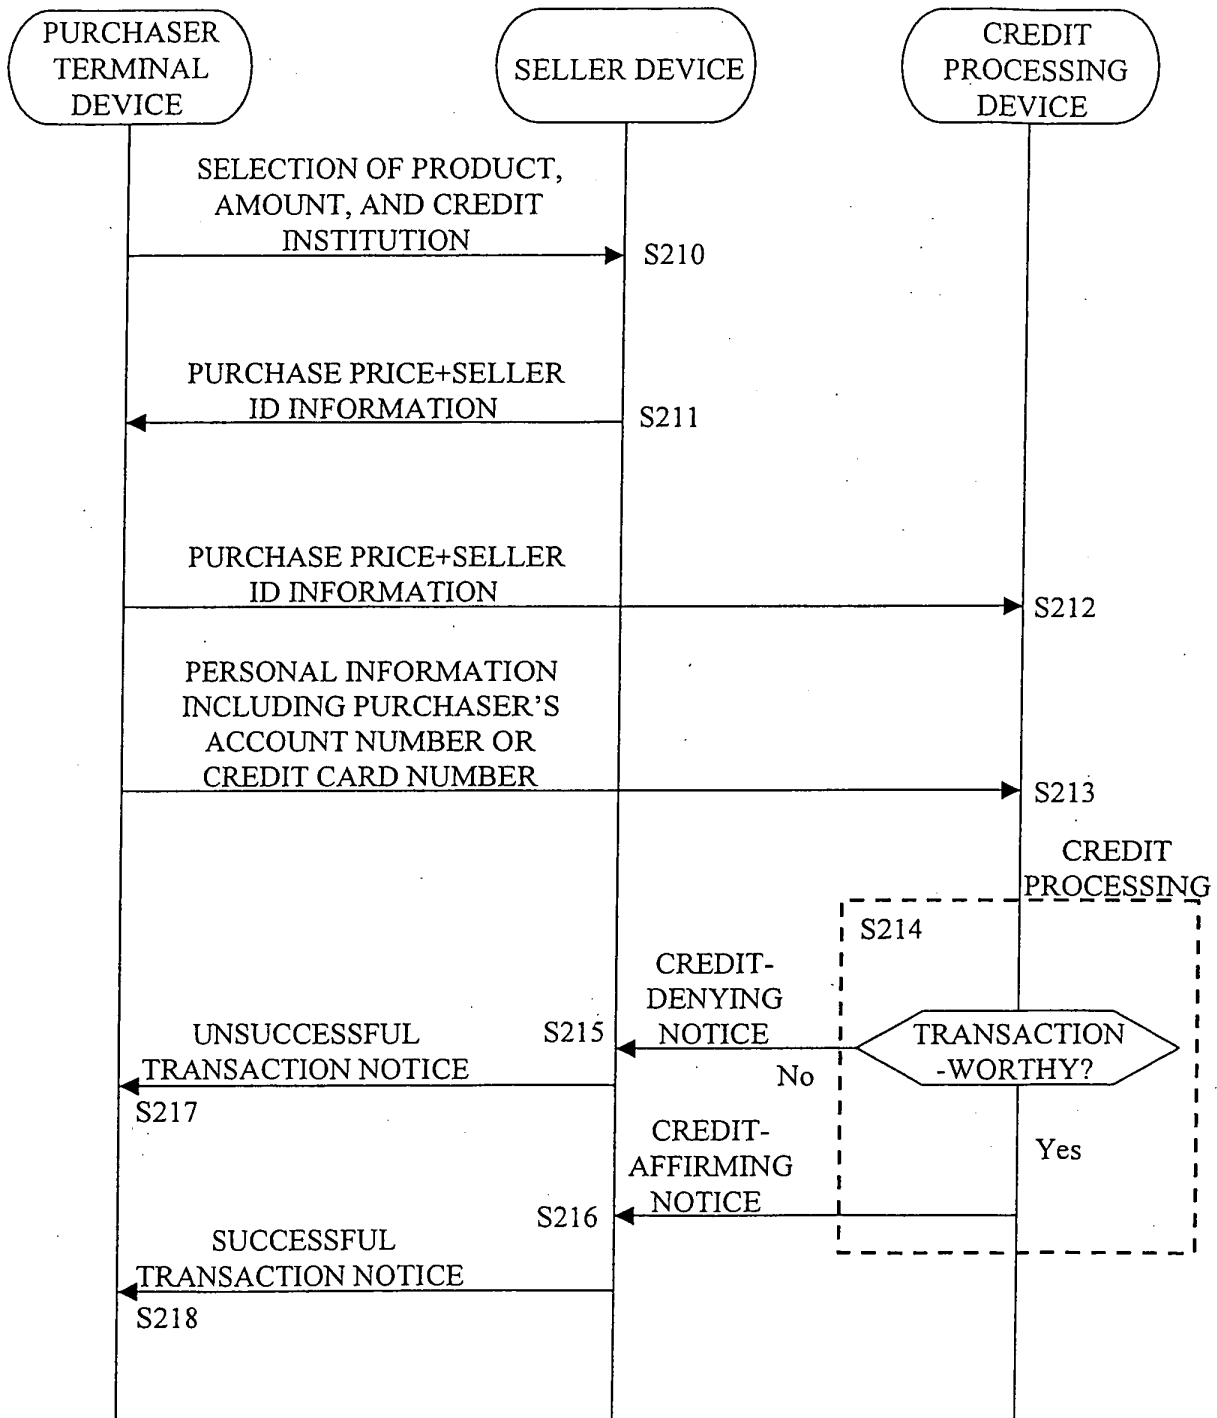 PURCHASER
TERMINAL
DEVICE
SELLER DEVICE
CREDIT
PROCESSING
DEVICE
SELECTION OF PRODUCT,
AMOUNT, AND CREDIT
INSTITUTION
S210
PURCHASE PRICE+SELLER
ID INFORMATION
S211
PURCHASE PRICE+SELLER
ID INFORMATION
S212
PERSONAL INFORMATION
INCLUDING PURCHASER'S
ACCOUNT NUMBER OR
CREDIT CARD NUMBER
S213
CREDIT
PROCESSING
S214
CREDIT-
DENYING
NOTICE
S215
TRANSACTION
-WORTHY?
No
UNSUCCESSFUL
TRANSACTION NOTICE
S217
Yes
CREDIT-
AFFIRMING
NOTICE
S216
SUCCESSFUL
TRANSACTION NOTICE
S218